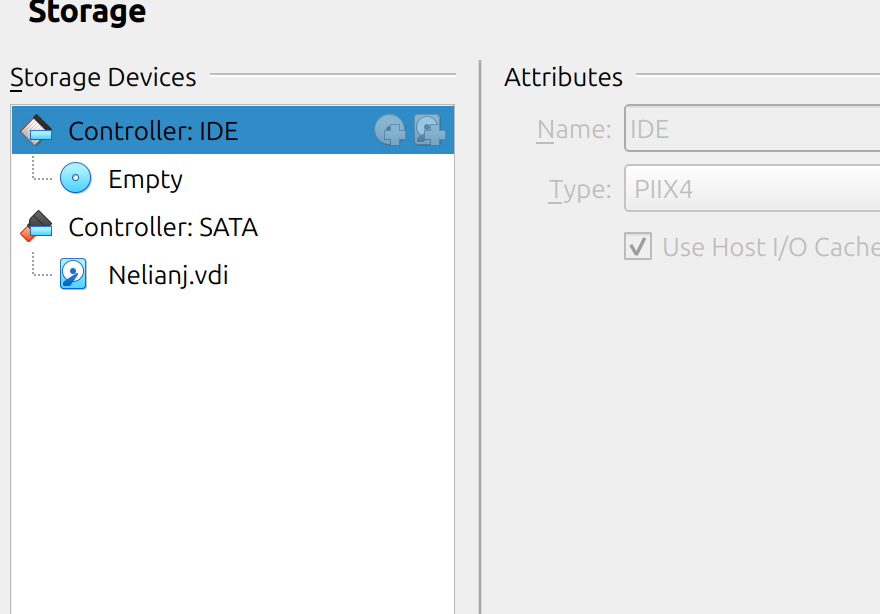 Storage
Storage Devices
Attributes
Controller: IDE
Name: IDE
Empty
Type: PIIX4
Controller: SATA
Use Host I/O Cache
Nelianj.vdi